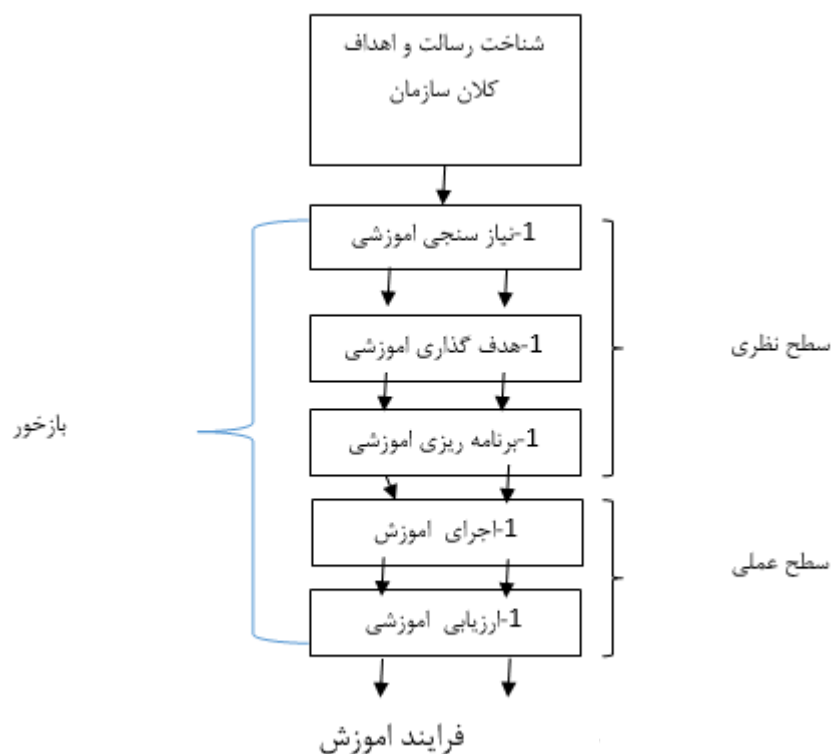 شناخت رسالت و اهداف
کلان سازمان
1-نیاز سنجی اموزشی
1-هدف گذاری اموزشی
سطح نظری
بازخور
1-برنامه ریزی اموزشی
1-اجرای اموزش
سطح عملی
1-ارزیابی اموزشی
فرایند اموزش